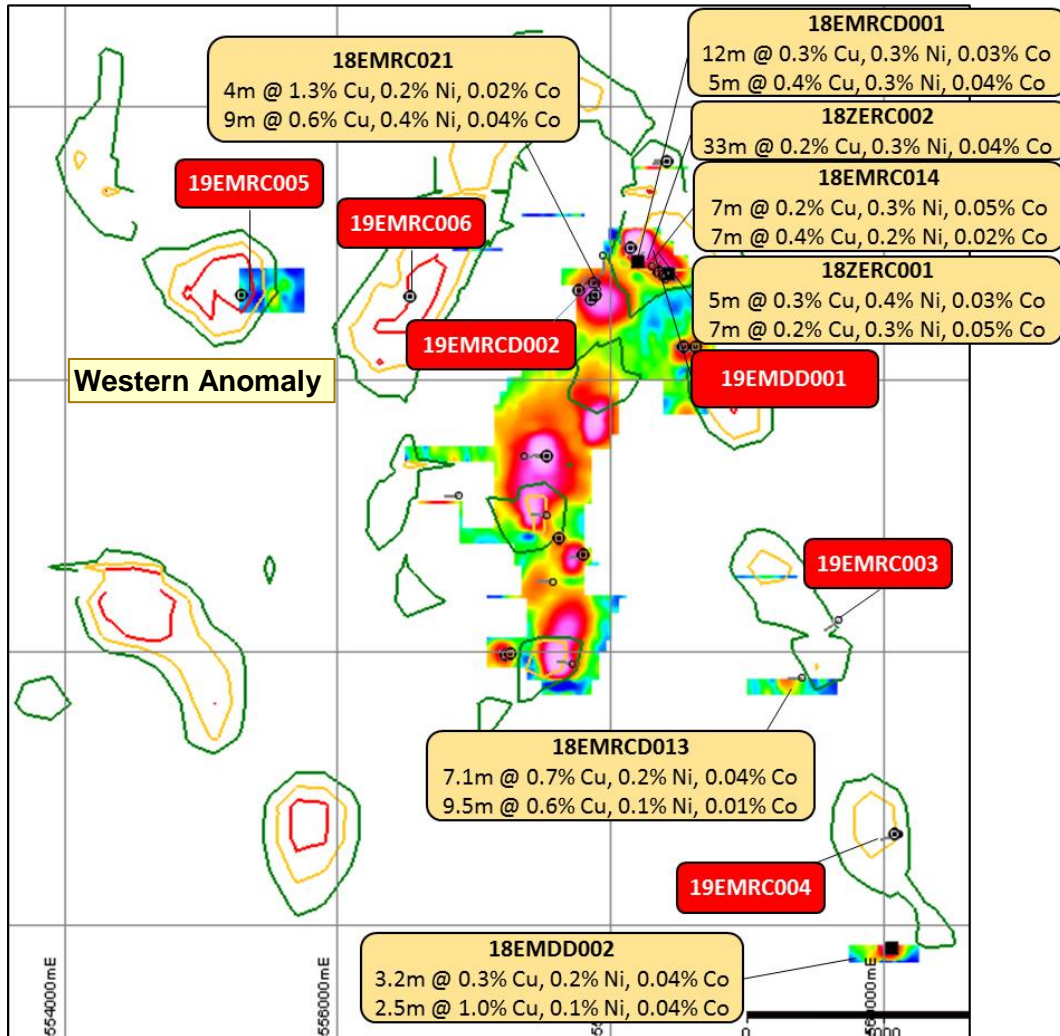 18EMRCD001
12m @ 0.3% Cu, 0.3% Ni, 0.03% Co
5m @ 0.4% Cu, 0.3% Ni, 0.04% Co
18EMRC021
4m @ 1.3% Cu, 0.2% Ni, 0.02% Co
9m @ 0.6% Cu, 0.4% Ni, 0.04% Co
18ZERC002
33m @ 0.2% Cu, 0.3% Ni, 0.04% Co
18EMRC014
7m @ 0.2% Cu, 0.3% Ni, 0.05% Co
7m @ 0.4% Cu, 0.2% Ni, 0.02% Co
18ZERC001
5m @ 0.3% Cu, 0.4% Ni, 0.03% Co
7m @ 0.2% Cu, 0.3% Ni, 0.05% Co
19EMRC005
19EMRC006
19EMRCD002
19EMDD001
Western Anomaly
19EMRC003
18EMRCD013
7.1m @ 0.7% Cu, 0.2% Ni, 0.04% Co
9.5m @ 0.6% Cu, 0.1% Ni, 0.01% Co
19EMRC004
18EMDD002
3.2m @ 0.3% Cu, 0.2% Ni, 0.04% Co
2.5m @ 1.0% Cu, 0.1% Ni, 0.04% Co
554000mE
556000mE
0